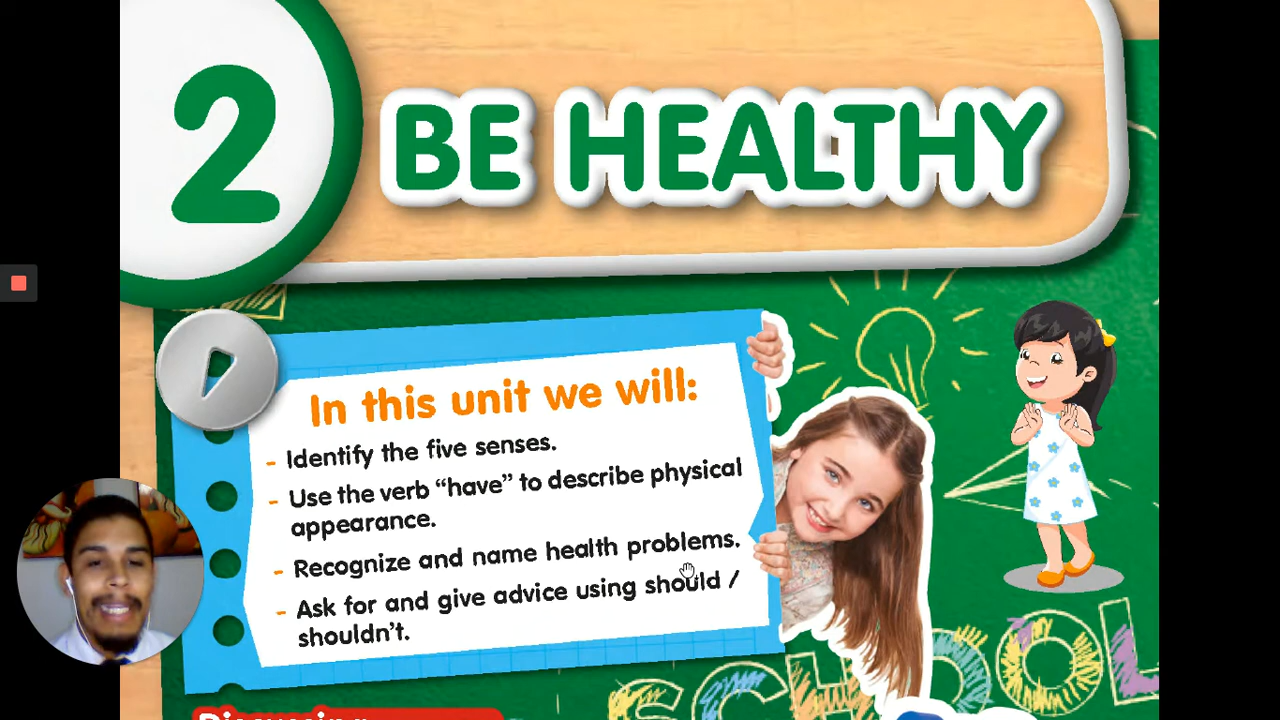 2
BE HEALTHY
In this unit we will:
- Identify the five senses.
- Use the verb “have” to describe physical
appearance.
- Recognize and name health problems.
- Ask for and give advice using should /
shouldn’t.
SCHOOL